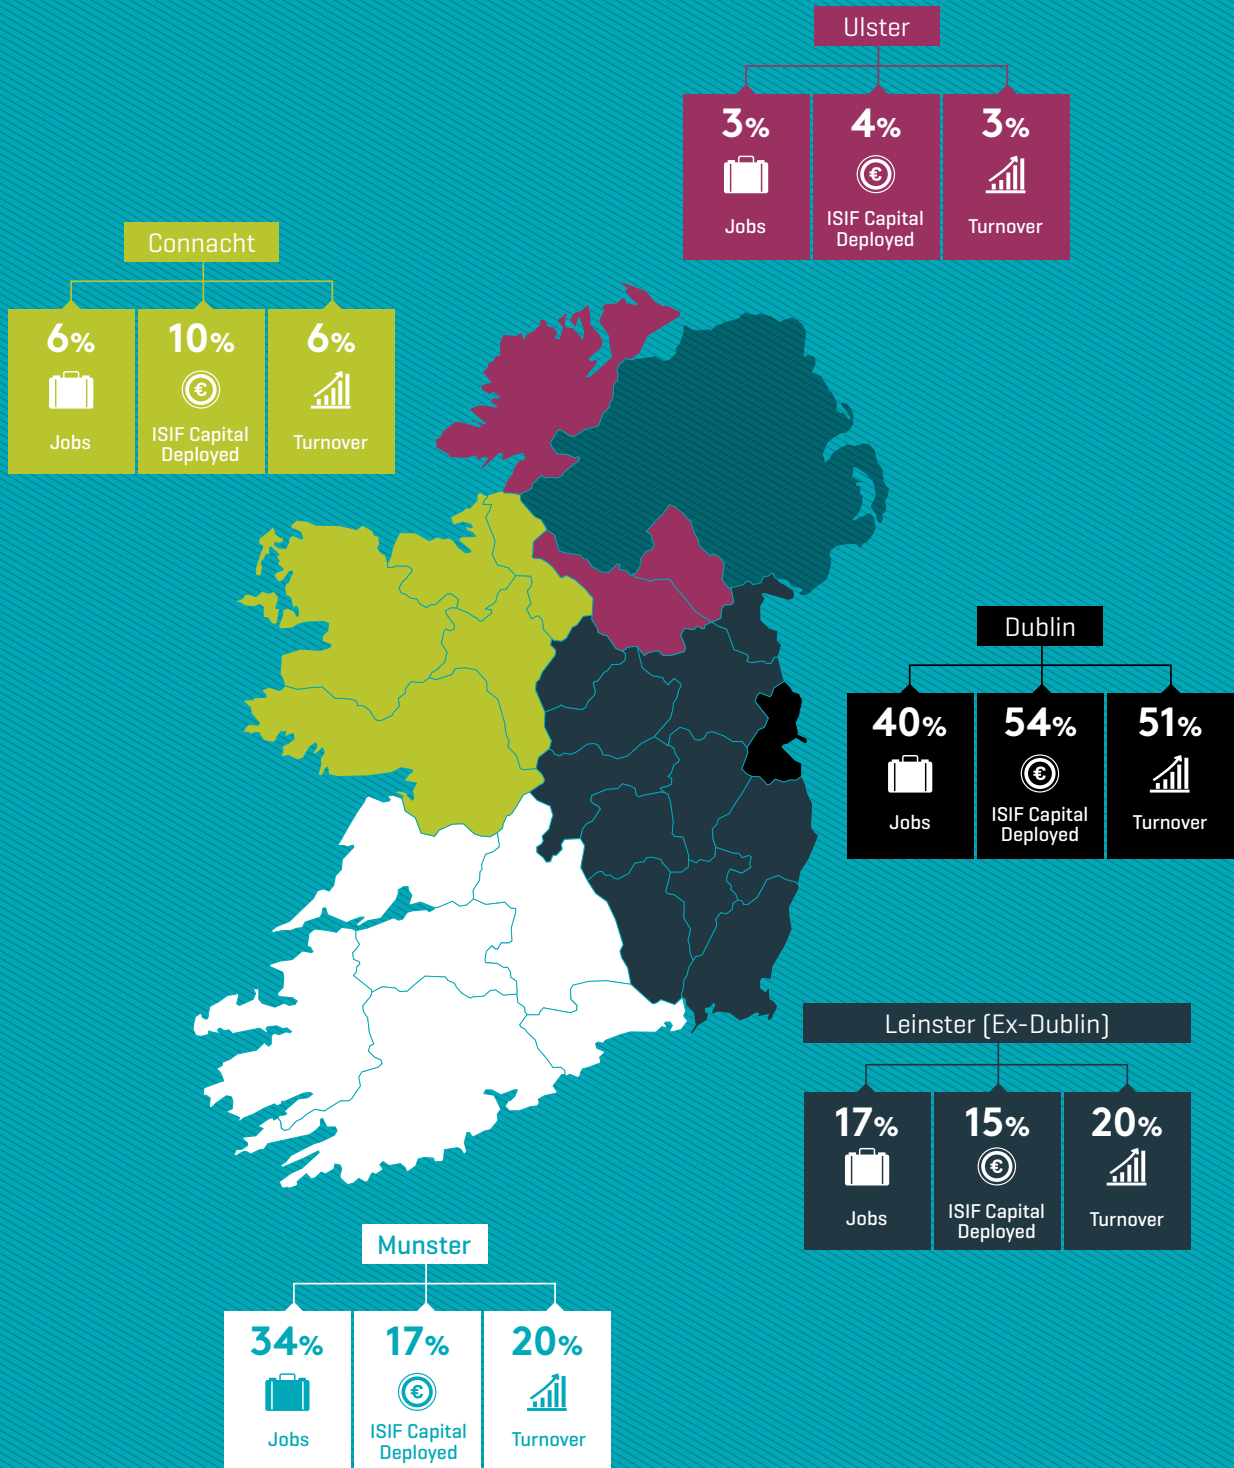 Ulster
3%
Jobs
4%
€
ISIF Capital
Deployed
3%
Turnover
Connacht
6%
Jobs
10%
€
ISIF Capital
Deployed
6%
Turnover
Dublin
40%
Jobs
54%
€
ISIF Capital
Deployed
51%
Turnover
Leinster (Ex-Dublin)
17%
Jobs
15%
€
ISIF Capital
Deployed
20%
Turnover
Munster
34%
Jobs
17%
€
ISIF Capital
Deployed
20%
Turnover